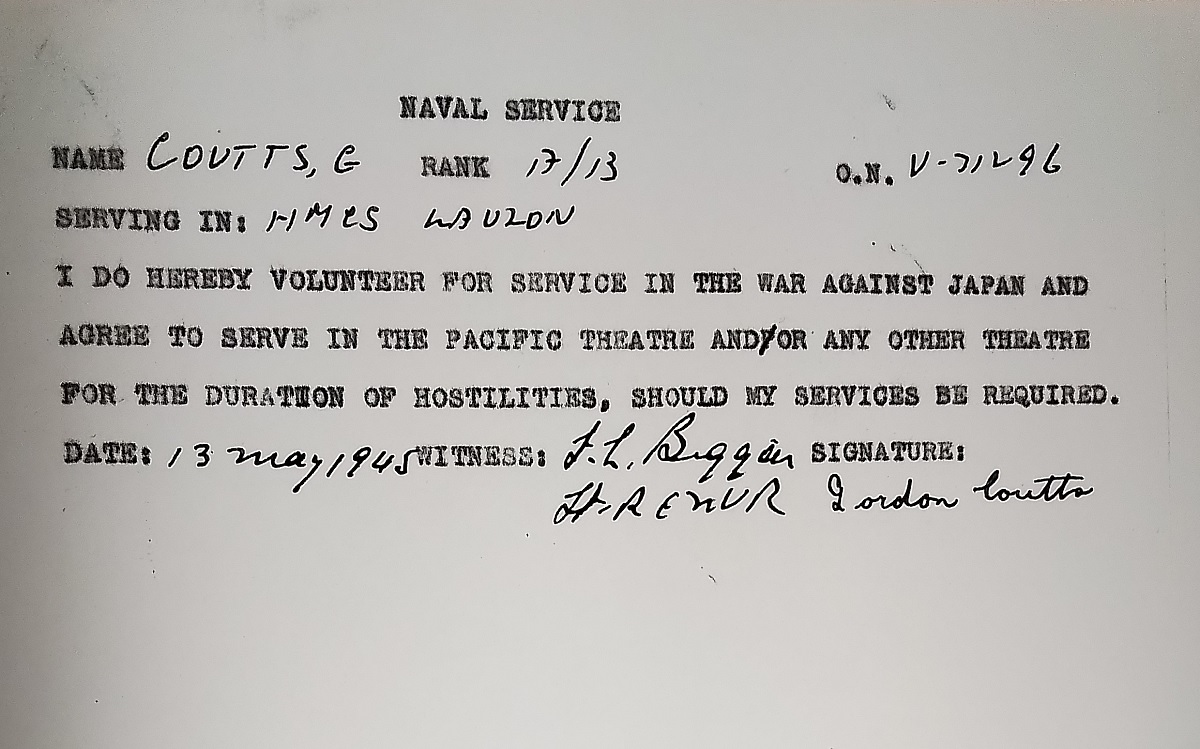 NAVAL SERVICE
NAME COUTTS, G RANK 17/13 O.N. V-71296
SERVING IN: HMCS LAUZON
I DO HEREBY VOLUNTEER FOR SERVICE IN THE WAR AGAINST JAPAN AND
AGREE TO SERVE IN THE PACIFIC THEATRE AND/OR ANY OTHER THEATRE
FOR THE DURATION OF HOSTILITIES, SHOULD MY SERVICES BE REQUIRED.
DATE: 13 May 1945 WITNESS: F.L. SIGNATURE:
Lt. RCNVR Gordon Coutts